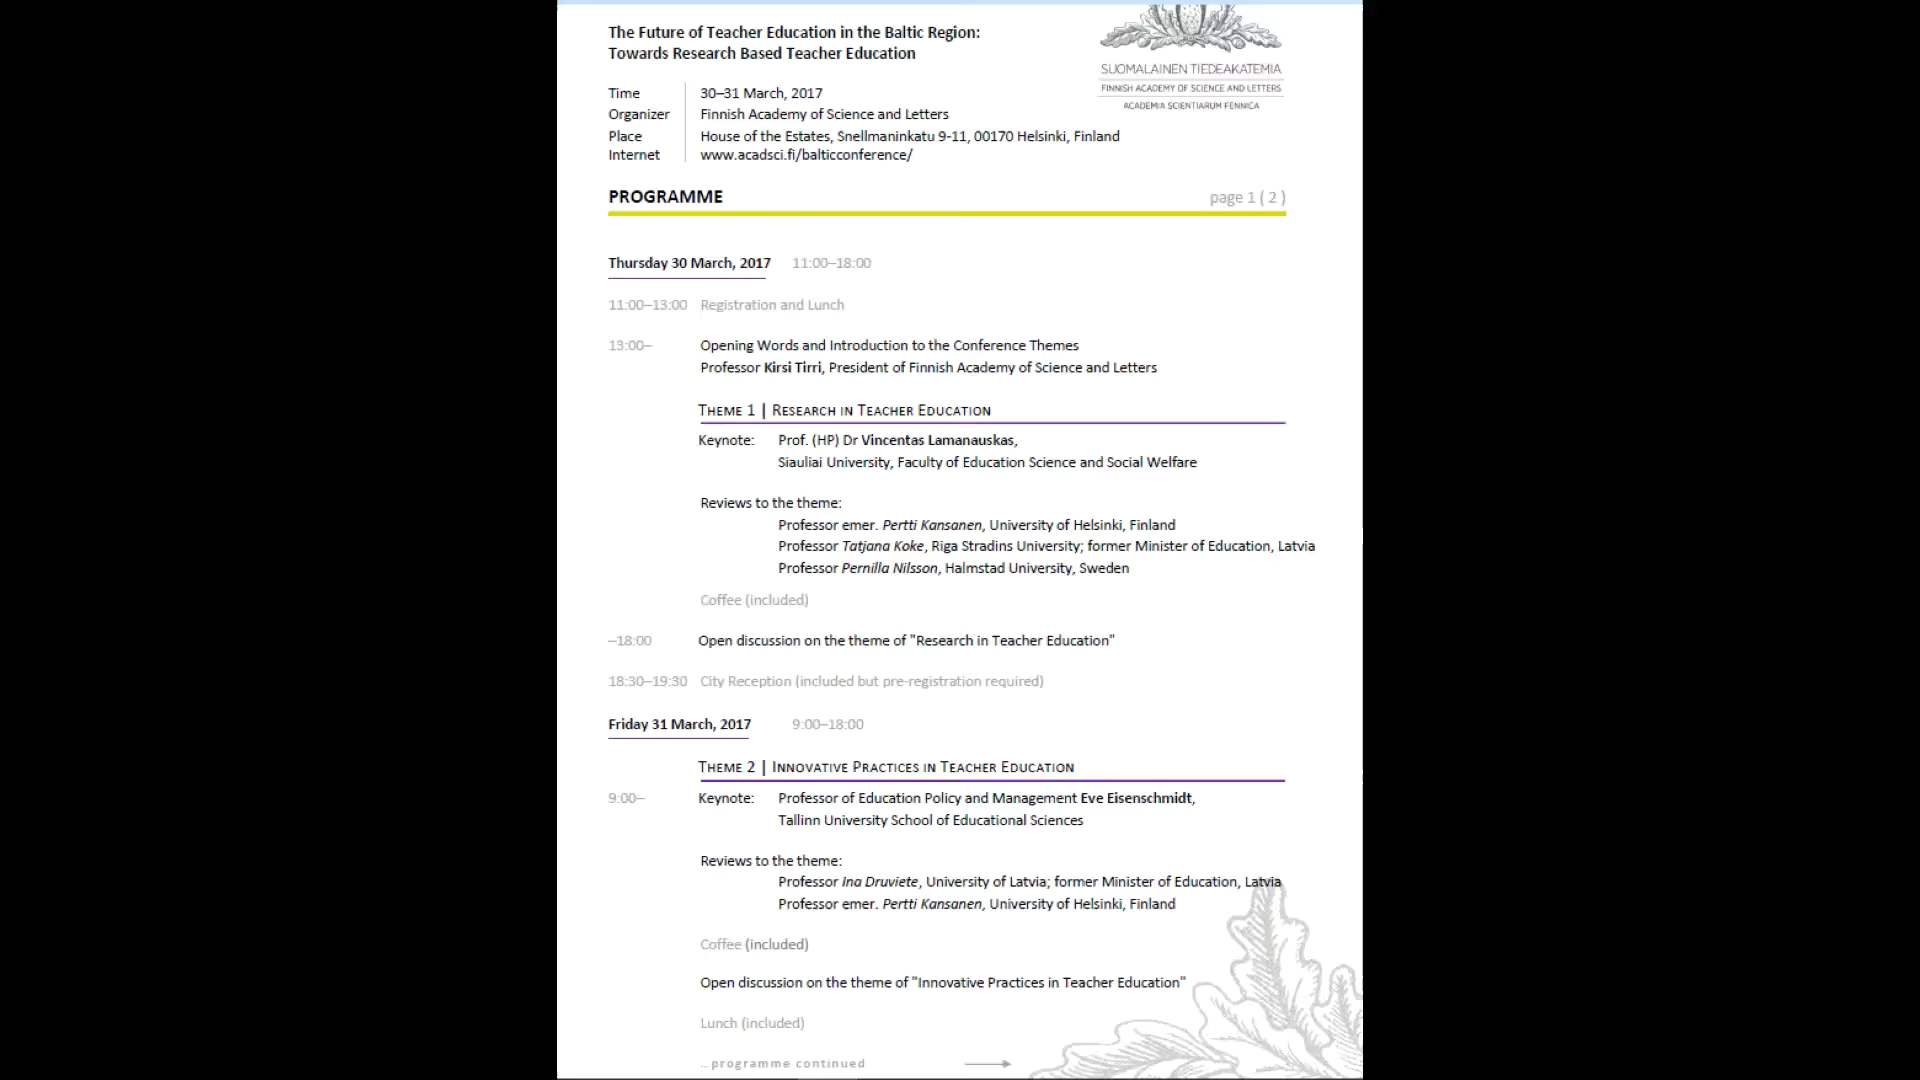 The Future of Teacher Education in the Baltic Region:
Towards Research Based Teacher Education
SUOMALAINEN TIEDEAKATEMIA
FINNISH ACADEMY OF SCIENCE AND LETTERS
ACADEMIA SCIENTIARUM FENNICA
Time 30–31 March, 2017
Organizer Finnish Academy of Science and Letters
Place House of the Estates, Snellmaninkatu 9-11, 00170 Helsinki, Finland
Internet www.acadsci.fi/balticconference/
PROGRAMME page 1 ( 2 )
Thursday 30 March, 2017 11:00–18:00
11:00–13:00 Registration and Lunch
13:00– Opening Words and Introduction to the Conference Themes
Professor Kirsi Tirri, President of Finnish Academy of Science and Letters
THEME 1 | RESEARCH IN TEACHER EDUCATION
Keynote: Prof. (HP) Dr Vincentas Lamanauskas,
Siauliai University, Faculty of Education Science and Social Welfare
Reviews to the theme:
Professor emer. Pertti Kansanen, University of Helsinki, Finland
Professor Tatjana Koke, Riga Stradins University; former Minister of Education, Latvia
Professor Pernilla Nilsson, Halmstad University, Sweden
Coffee (included)
–18:00 Open discussion on the theme of "Research in Teacher Education"
18:30–19:30 City Reception (included but pre-registration required)
Friday 31 March, 2017 9:00–18:00
THEME 2 | INNOVATIVE PRACTICES IN TEACHER EDUCATION
9:00– Keynote: Professor of Education Policy and Management Eve Eisenschmidt,
Tallinn University School of Educational Sciences
Reviews to the theme:
Professor Ina Druviete, University of Latvia; former Minister of Education, Latvia
Professor emer. Pertti Kansanen, University of Helsinki, Finland
Coffee (included)
Open discussion on the theme of "Innovative Practices in Teacher Education"
Lunch (included)
... programme continued